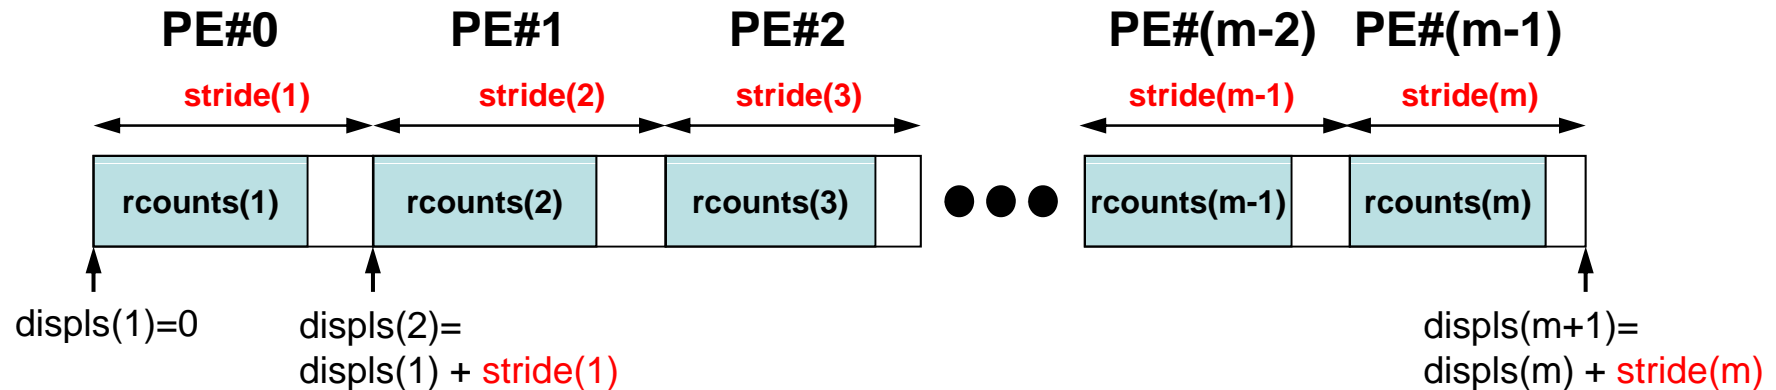 PE#0 PE#1 PE#2 PE#(m-2) PE#(m-1)
stride(1) stride(2) stride(3) stride(m-1) stride(m)
rcounts(1) rcounts(2) rcounts(3) rcounts(m-1) rcounts(m)
displs(1)=0 displs(2)= displs(m+1)=
displs(1) + stride(1) displs(m) + stride(m)